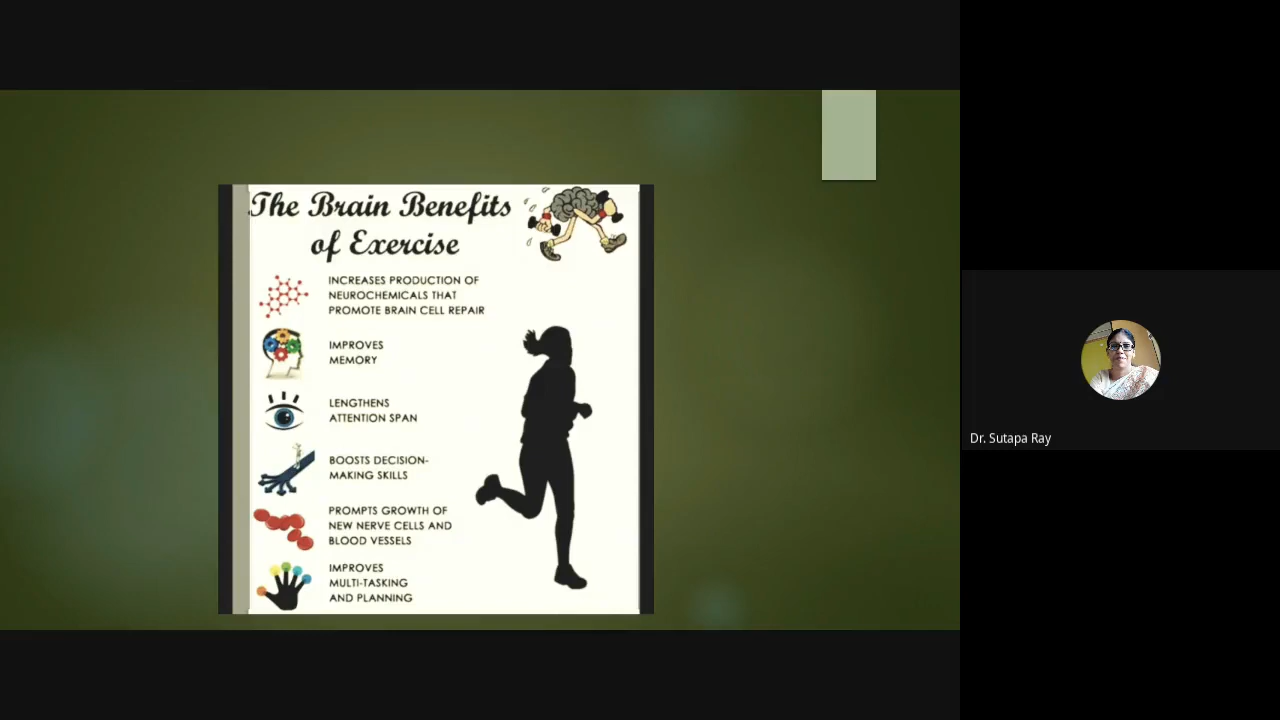 The Brain Benefits
of Exercise
INCREASES PRODUCTION OF
NEUROCHEMICALS THAT
PROMOTE BRAIN CELL REPAIR
IMPROVES
MEMORY
LENGTHENS
ATTENTION SPAN
BOOSTS DECISION-
MAKING SKILLS
PROMPTS GROWTH OF
NEW NERVE CELLS AND
BLOOD VESSELS
IMPROVES
MULTI-TASKING
AND PLANNING
Dr. Sutapa Ray